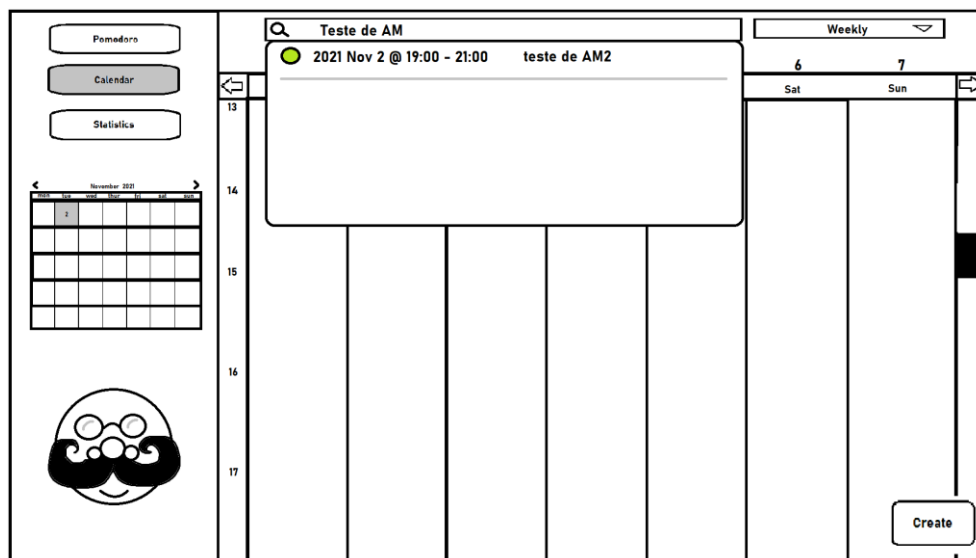 Pomodoro
Calendar
Statistics
November 2021
mon tue wed thur fri sat sun
2
Teste de AM
2021 Nov 2 @ 19:00 - 21:00 teste de AM2
Weekly
6 7
Sat Sun
13
14
15
16
17
Create